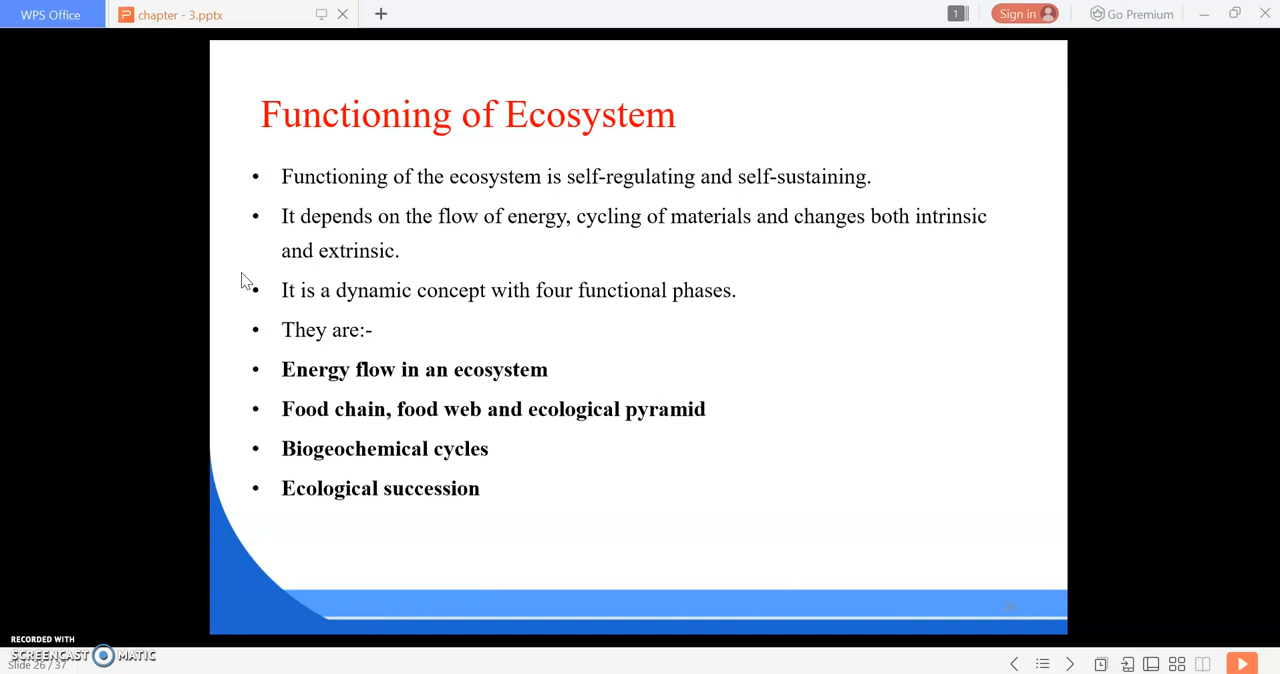 WPS Office
chapter - 3.pptx
1
Sign in
Go Premium
Functioning of Ecosystem
• Functioning of the ecosystem is self-regulating and self-sustaining.
• It depends on the flow of energy, cycling of materials and changes both intrinsic
and extrinsic.
• It is a dynamic concept with four functional phases.
• They are:-
• Energy flow in an ecosystem
• Food chain, food web and ecological pyramid
• Biogeochemical cycles
• Ecological succession
RECORDED WITH
SCREENCAST MATIC
Slide 26 / 37